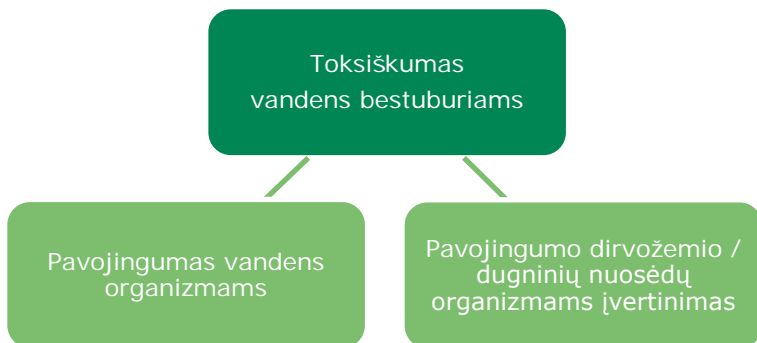 Toksiškumas
vandens bestuburiams
Pavojingumas vandens
organizmams
Pavojingumo dirvožemio /
dugninių nuosėdų
organizmams įvertinimas